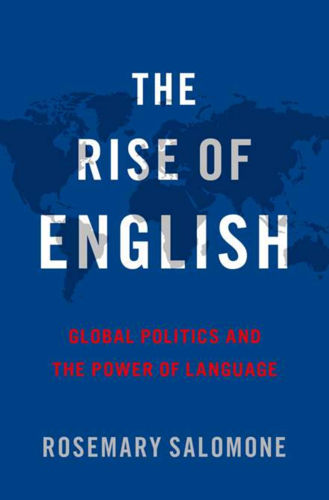 THE
RISE OF
ENGLISH
GLOBAL POLITICS AND
THE POWER OF LANGUAGE
ROSEMARY SALOMONE